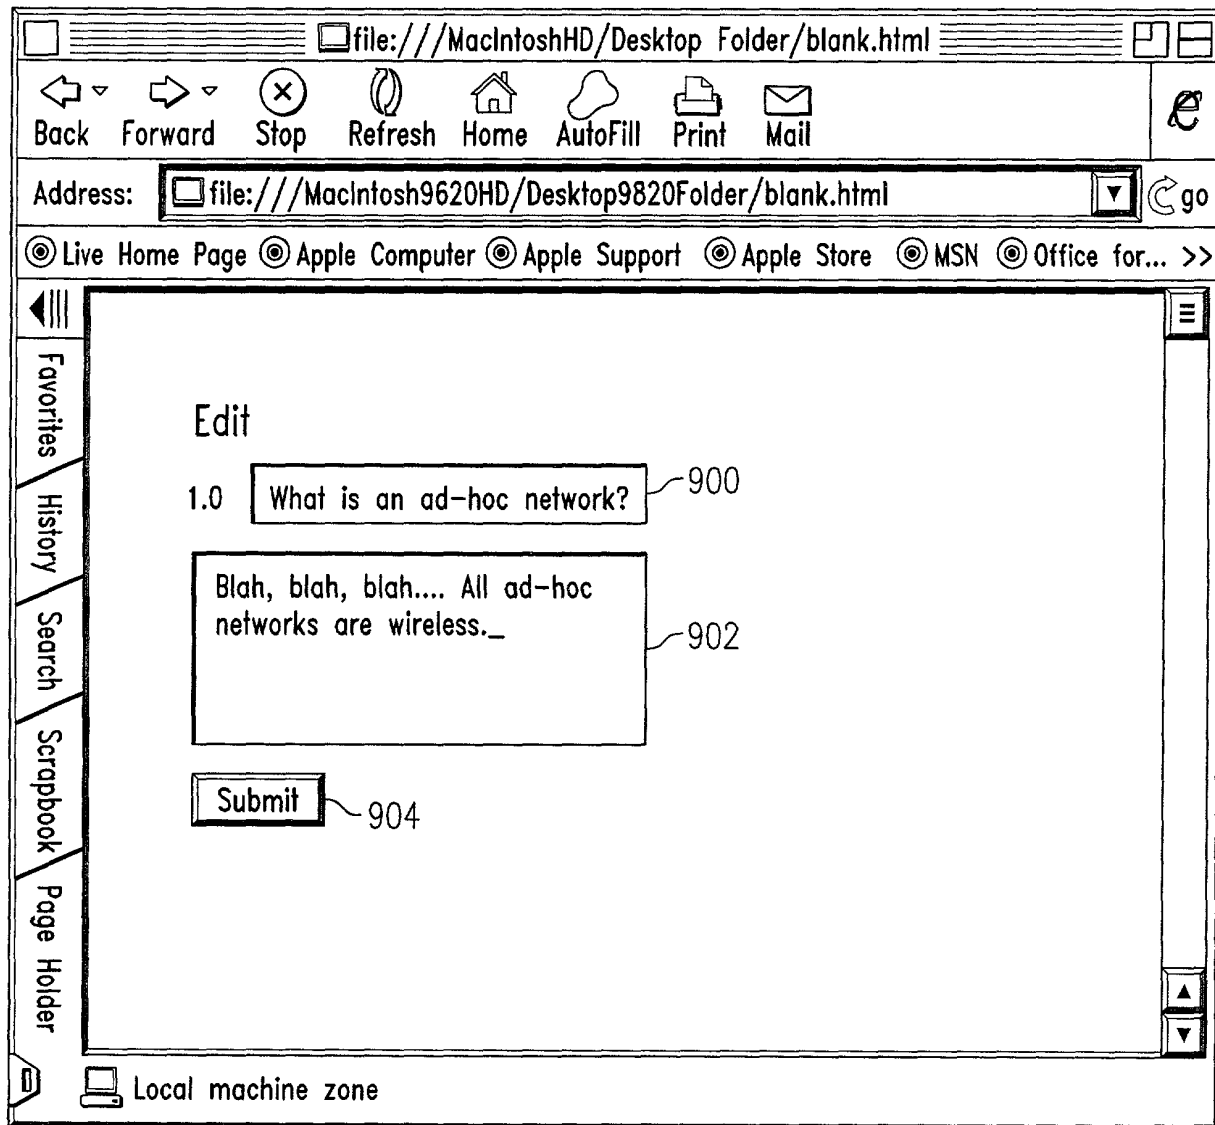 file:///MacIntoshHD/Desktop Folder/blank.html
Back Forward Stop Refresh Home AutoFill Print Mail
Address: file:///MacIntosh9620HD/Desktop9820Folder/blank.html go
Live Home Page Apple Computer Apple Support Apple Store MSN Office for... >>
Favorites
History
Search
Scrapbook
Page Holder
Edit
1.0 What is an ad-hoc network? 900
Blah, blah, blah.... All ad-hoc
networks are wireless._ 902
Submit 904
Local machine zone